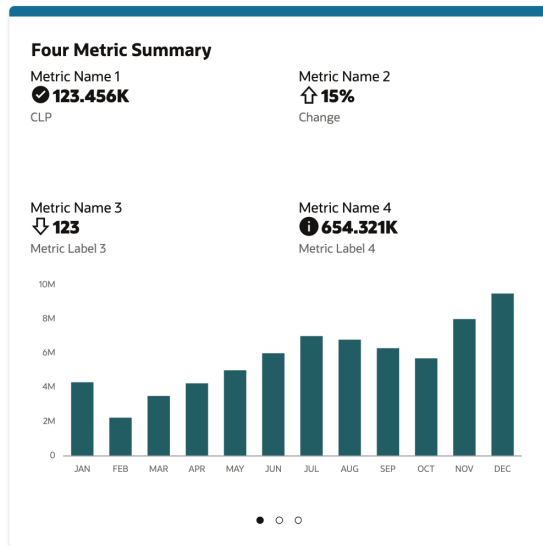 Four Metric Summary
Metric Name 1
123.456K
CLP
Metric Name 2
15%
Change
Metric Name 3
123
Metric Label 3
Metric Name 4
654.321K
Metric Label 4
10M
8M
6M
4M
2M
0
JAN FEB MAR APR MAY JUN JUL AUG SEP OCT NOV DEC